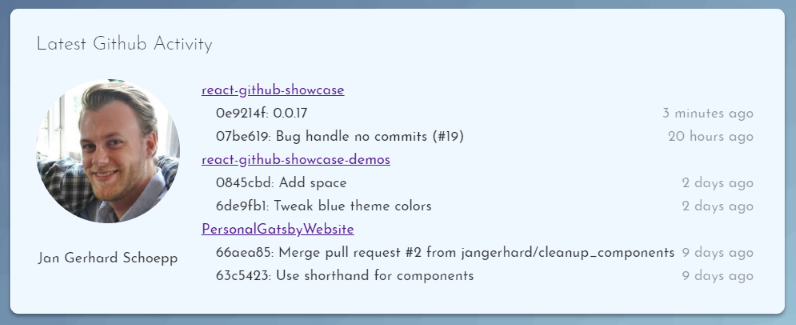 Latest Github Activity
react-github-showcase
0e9214f: 0.0.17 3 minutes ago
07be619: Bug handle no commits (#19) 20 hours ago
react-github-showcase-demos
0845cbd: Add space 2 days ago
6de9fb1: Tweak blue theme colors 2 days ago
PersonalGatsbyWebsite
66aea85: Merge pull request #2 from jangerhard/cleanup_components 9 days ago
63c5423: Use shorthand for components 9 days ago
Jan Gerhard Schoepp